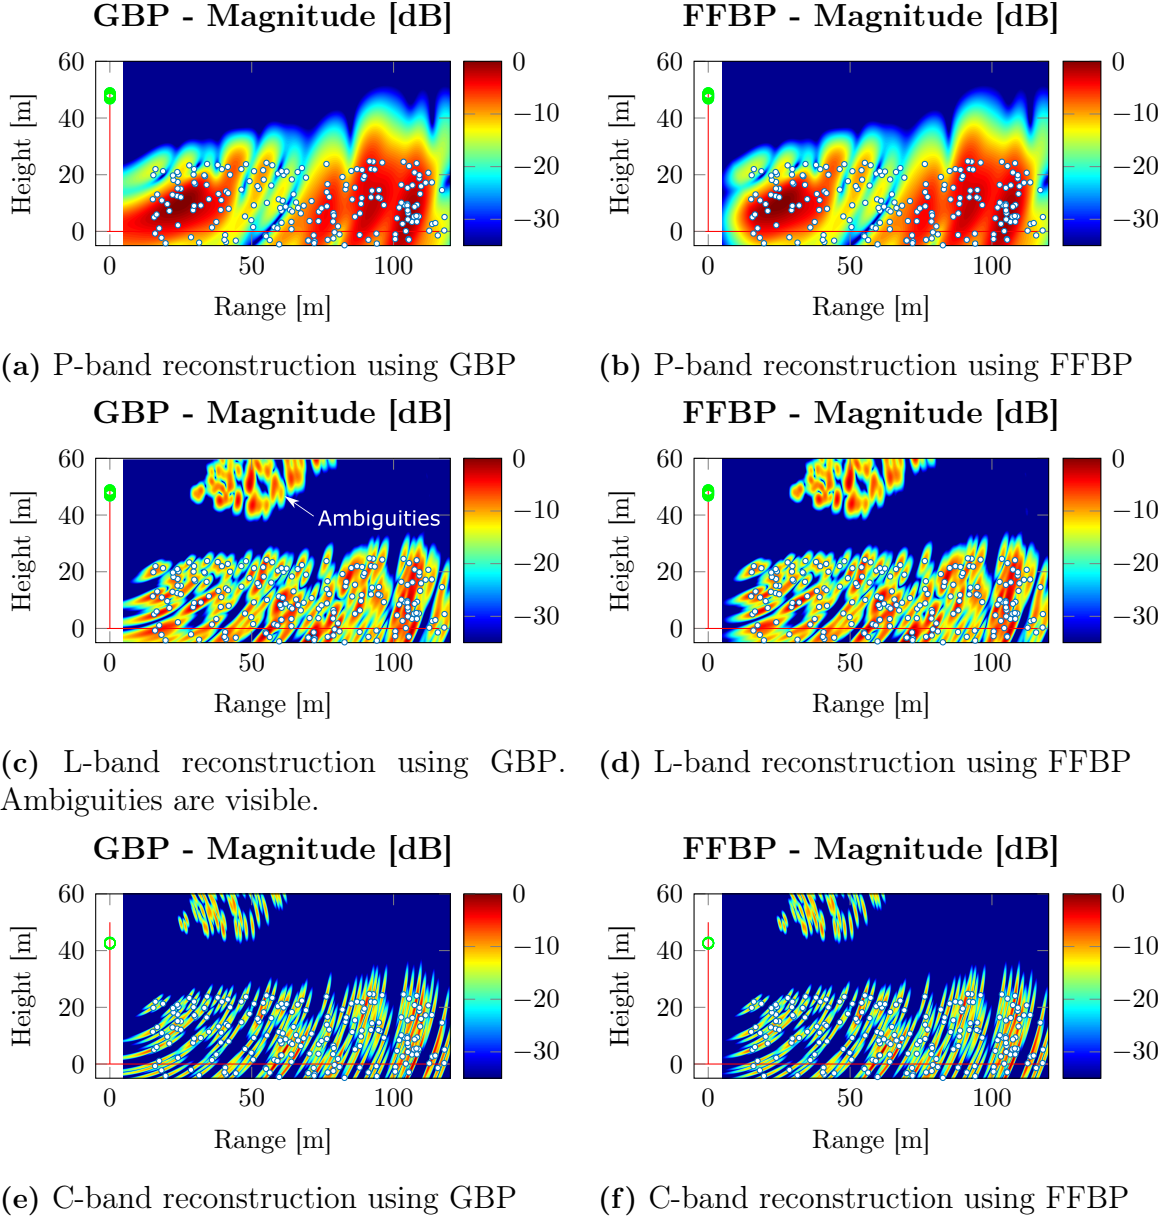 GBP - Magnitude [dB]
FFBP - Magnitude [dB]
60
40
20
0
Height [m]
0
50
100
Range [m]
0
−10
−20
−30
60
40
20
0
Height [m]
0
50
100
Range [m]
0
−10
−20
−30
(a) P-band reconstruction using GBP
(b) P-band reconstruction using FFBP
GBP - Magnitude [dB]
FFBP - Magnitude [dB]
60
40
20
0
Height [m]
Ambiguities
0
50
100
Range [m]
0
−10
−20
−30
60
40
20
0
Height [m]
0
50
100
Range [m]
0
−10
−20
−30
(c) L-band reconstruction using GBP.
Ambiguities are visible.
(d) L-band reconstruction using FFBP
GBP - Magnitude [dB]
FFBP - Magnitude [dB]
60
40
20
0
Height [m]
0
50
100
Range [m]
0
−10
−20
−30
60
40
20
0
Height [m]
0
50
100
Range [m]
0
−10
−20
−30
(e) C-band reconstruction using GBP
(f) C-band reconstruction using FFBP